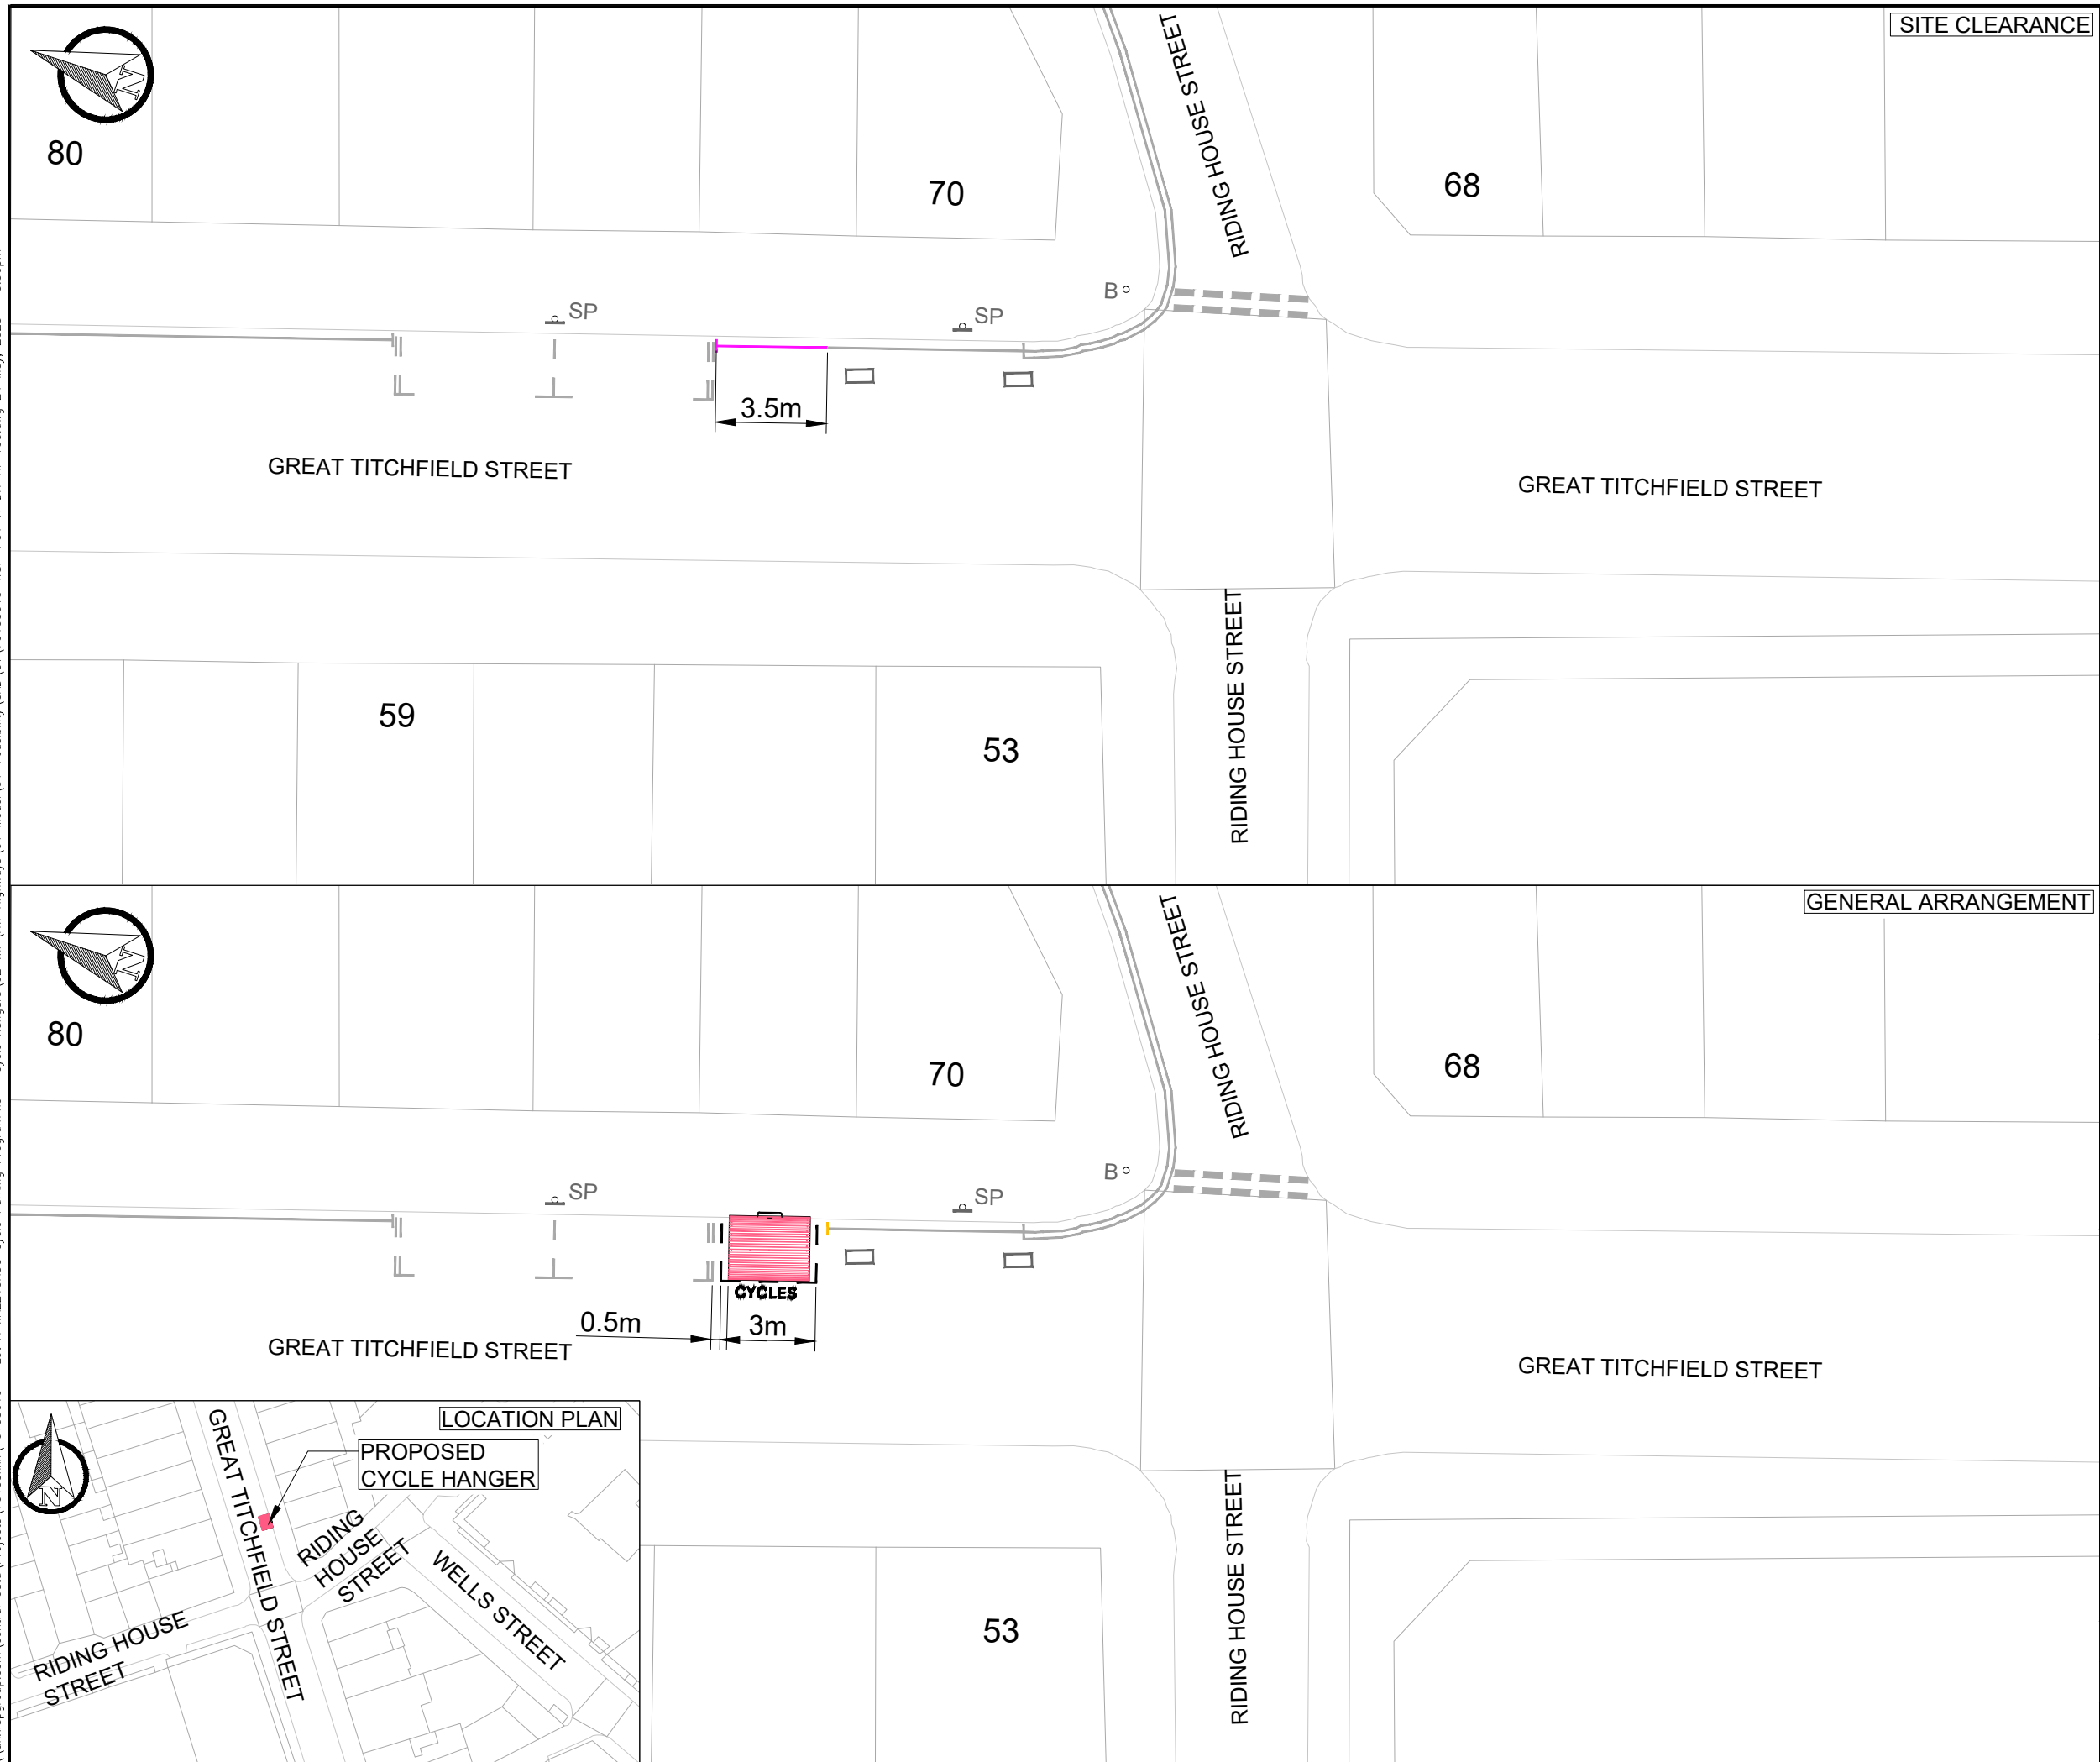 SITE CLEARANCE
N
80
70
RIDING HOUSE STREET
68
B
SP
SP
3.5m
GREAT TITCHFIELD STREET
GREAT TITCHFIELD STREET
RIDING HOUSE STREET
59
53
GENERAL ARRANGEMENT
N
80
70
RIDING HOUSE STREET
68
B
SP
SP
CYCLES
0.5m
3m
GREAT TITCHFIELD STREET
GREAT TITCHFIELD STREET
LOCATION PLAN
N
PROPOSED
CYCLE HANGER
GREAT TITCHFIELD STREET
RIDING
HOUSE
STREET
WELLS STREET
RIDING HOUSE
STREET
53
RIDING HOUSE STREET